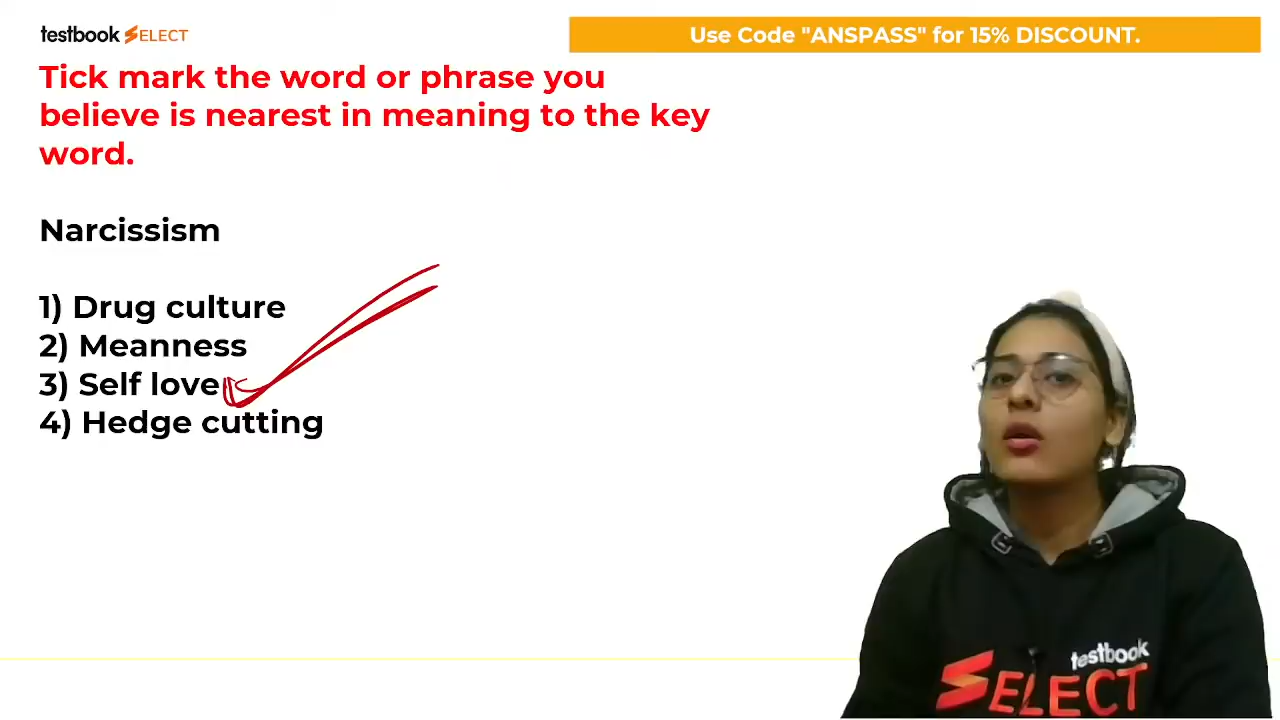 testbook SELECT
Use Code "ANSPASS" for 15% DISCOUNT.
Tick mark the word or phrase you
believe is nearest in meaning to the key
word.
Narcissism
1) Drug culture
2) Meanness
3) Self love
4) Hedge cutting
testbook
SELECT